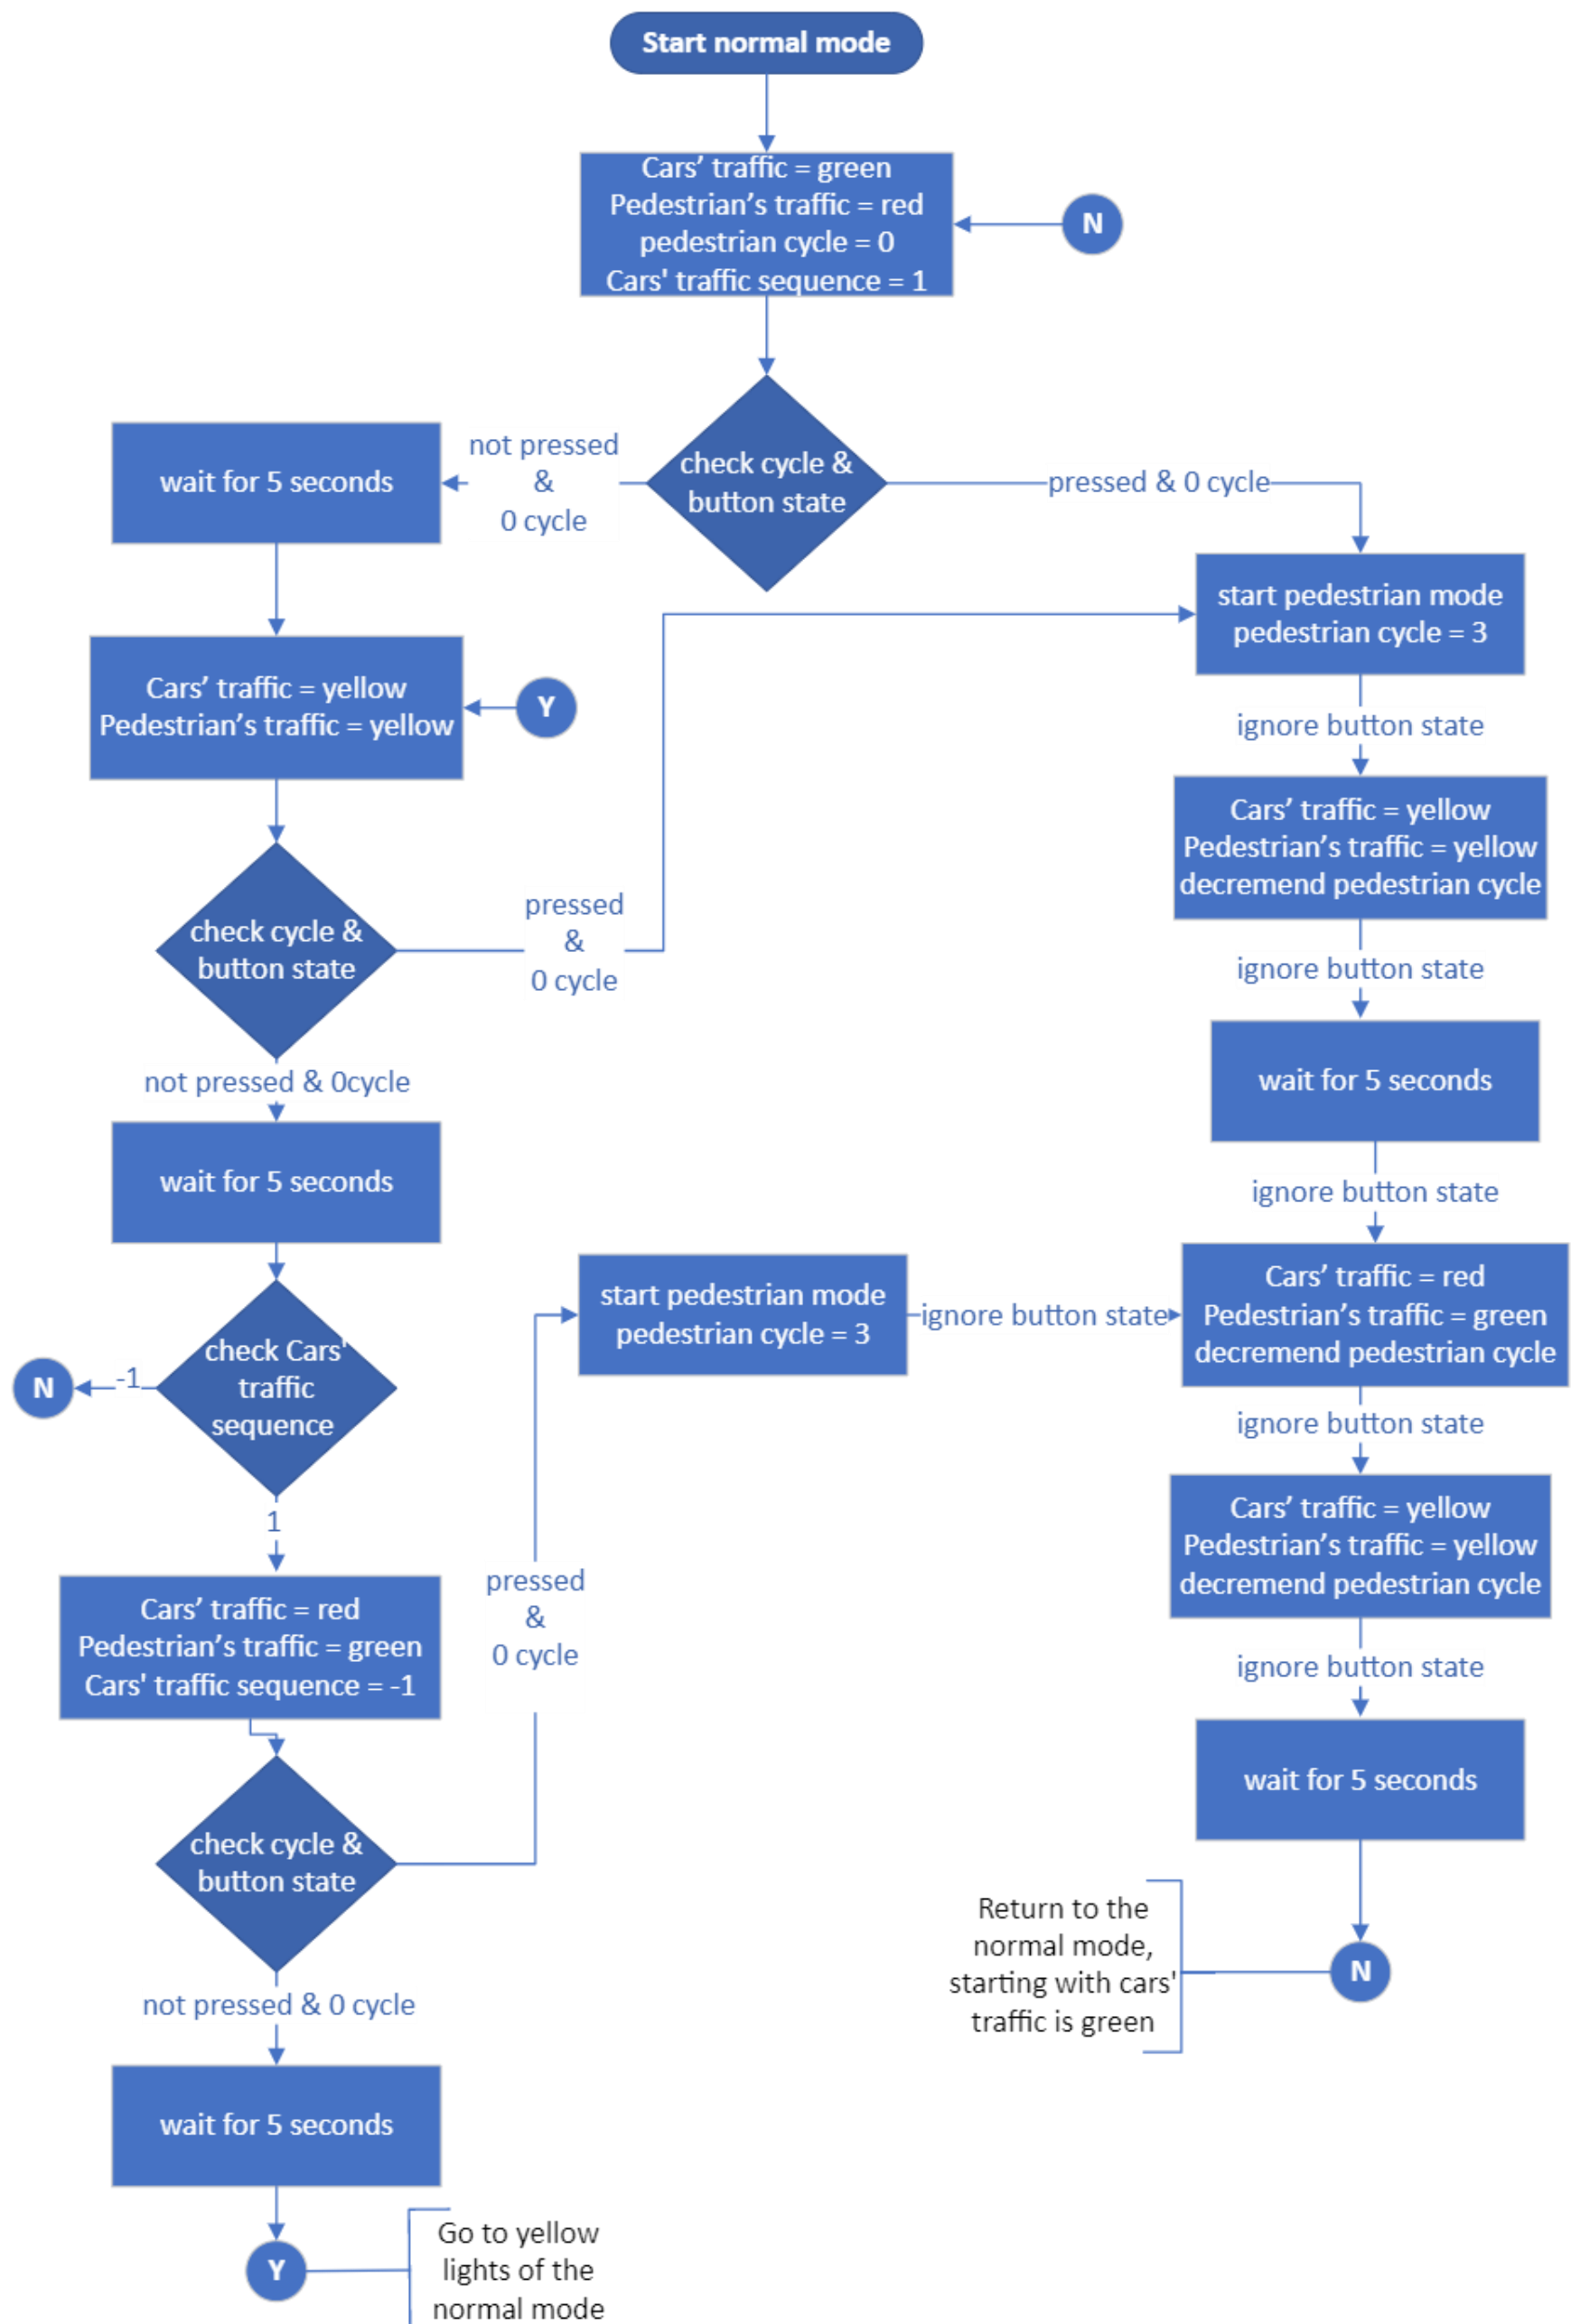 Start normal mode
Cars’ traffic = green
Pedestrian’s traffic = red
pedestrian cycle = 0
Cars' traffic sequence = 1
N
check cycle &
button state
not pressed
&
0 cycle
wait for 5 seconds
pressed & 0 cycle
start pedestrian mode
pedestrian cycle = 3
Cars’ traffic = yellow
Pedestrian’s traffic = yellow
Y
ignore button state
Cars’ traffic = yellow
Pedestrian’s traffic = yellow
decremend pedestrian cycle
check cycle &
button state
pressed
&
0 cycle
ignore button state
wait for 5 seconds
not pressed & 0cycle
wait for 5 seconds
ignore button state
check Cars'
traffic
sequence
-1
N
start pedestrian mode
pedestrian cycle = 3
ignore button state
Cars’ traffic = red
Pedestrian’s traffic = green
decremend pedestrian cycle
ignore button state
1
Cars’ traffic = red
Pedestrian’s traffic = green
Cars' traffic sequence = -1
pressed
&
0 cycle
Cars’ traffic = yellow
Pedestrian’s traffic = yellow
decremend pedestrian cycle
ignore button state
wait for 5 seconds
check cycle &
button state
Return to the
normal mode,
starting with cars'
traffic is green
N
not pressed & 0 cycle
wait for 5 seconds
Y
Go to yellow
lights of the
normal mode